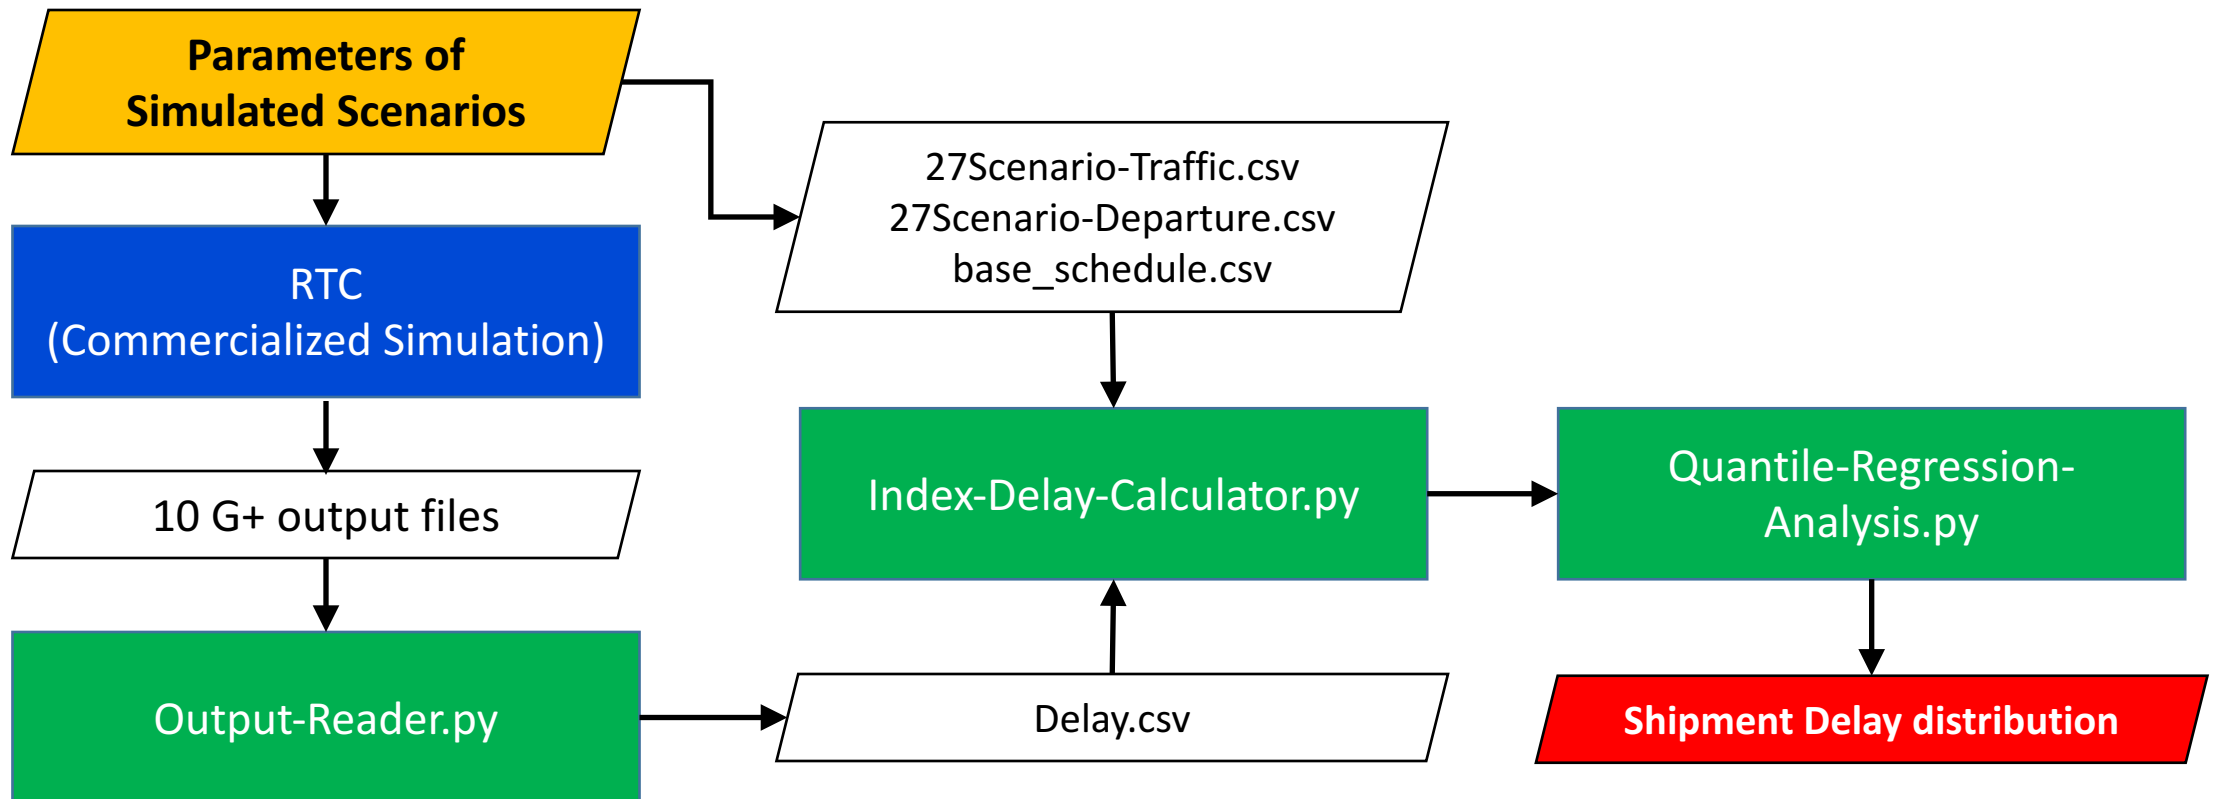 Parameters of
Simulated Scenarios
27Scenario-Traffic.csv
27Scenario-Departure.csv
base_schedule.csv
RTC
(Commercialized Simulation)
10 G+ output files
Index-Delay-Calculator.py
Quantile-Regression-
Analysis.py
Output-Reader.py
Delay.csv
Shipment Delay distribution